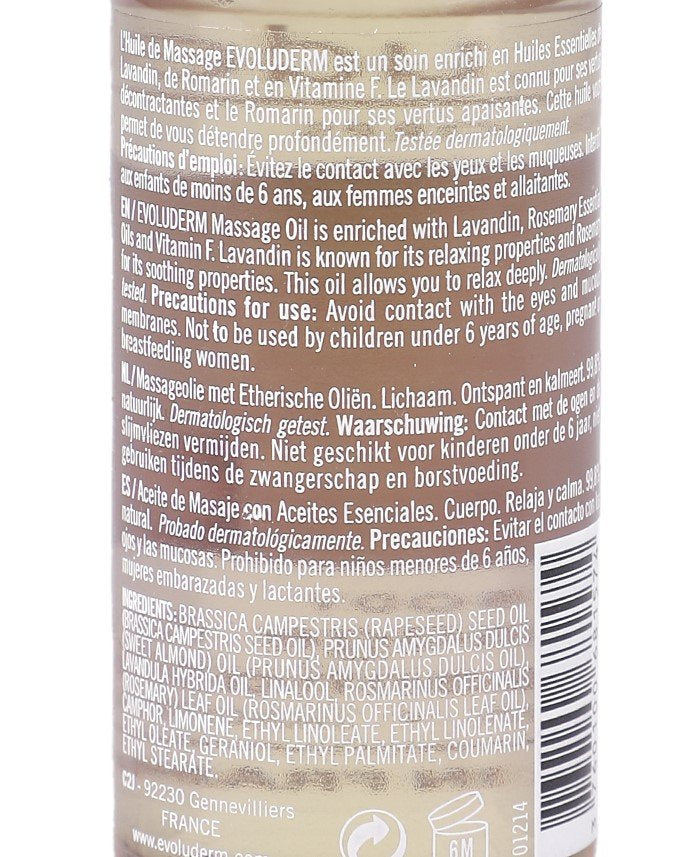 L'Huile de Massage EVOLUDERM est un soin enrichi en Huiles Essentielles de
Lavandin, de Romarin et en Vitamine F. Le Lavandin est connu pour ses
décontractantes et le Romarin pour ses vertus apaisantes. Cette huile
permet de vous détendre profondément. Testée dermatologiquement.
Précautions d'emploi : Évitez le contact avec les yeux et les muqueuses.
aux enfants de moins de 6 ans, aux femmes enceintes et allaitantes.
EN / EVOLUDERM Massage Oil is enriched with Lavandin, Rosemary
Oils and Vitamin F. Lavandin is known for its relaxing properties and
for its soothing properties. This oil allows you to relax deeply.
tested. Precautions for use: Avoid contact with the eyes and
membranes. Not to be used by children under 6 years of age, pregnant
breastfeeding women.
NL / Massageolie met Etherische Oliën. Lichaam. Ontspant en kalmeert. 99,8%
natuurlijk. Dermatologisch getest. Waarschuwing: Contact met de ogen en
slijmvliezen vermijden. Niet geschikt voor kinderen onder de 6 jaar,
gebruiken tijdens de zwangerschap en borstvoeding.
ES / Aceite de Masaje con Aceites Esenciales. Cuerpo. Relaja y calma. 99,8%
natural. Probado dermatológicamente. Precauciones: Evitar el contacto con
ojos y las mucosas. Prohibido para niños menores de 6 años,
mujeres embarazadas y lactantes.
INGREDIENTS: BRASSICA CAMPESTRIS (RAPESEED) SEED OIL
(BRASSICA CAMPESTRIS SEED OIL), PRUNUS AMYGDALUS DULCIS
(SWEET ALMOND) OIL (PRUNUS AMYGDALUS DULCIS OIL),
LAVANDULA HYBRIDA OIL, LINALOOL, ROSMARINUS OFFICINALIS
(ROSEMARY) LEAF OIL (ROSMARINUS OFFICINALIS LEAF OIL),
CAMPHOR, LIMONENE, ETHYL LINOLEATE, ETHYL LINOLENATE,
ETHYL OLEATE, GERANIOL, ETHYL PALMITATE, COUMARIN,
ETHYL STEARATE.
C2J - 92230 Gennevilliers
FRANCE
www.evoluderm.com
6M
01214